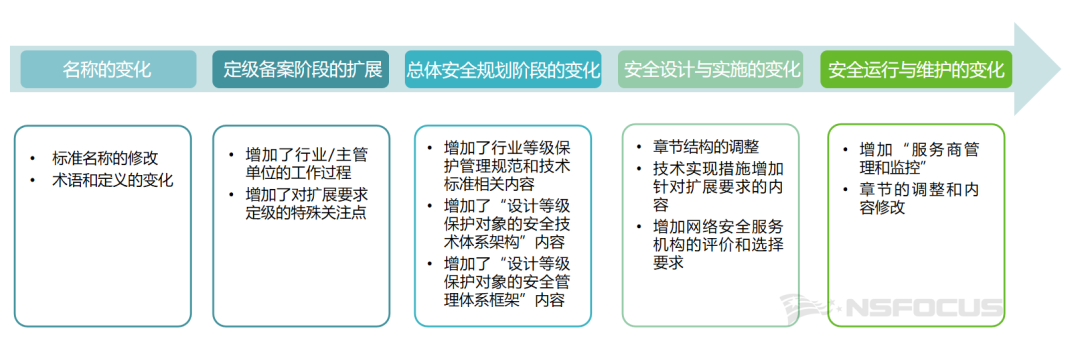 名称的变化
定级备案阶段的扩展
总体安全规划阶段的变化
安全设计与实施的变化
安全运行与维护的变化
• 标准名称的修改
• 术语和定义的变化
• 增加了行业/主管
单位的工作过程
• 增加了对扩展要求
定级的特殊关注点
• 增加了行业等级保
护管理规范和技术
标准相关内容
• 增加了“设计等级
保护对象的安全技
术体系架构”内容
• 增加了“设计等级
保护对象的安全管
理体系框架”内容
• 章节结构的调整
• 技术实现措施增加
针对扩展要求的内
容
• 增加网络安全服务
机构的评价和选择
要求
• 增加“服务商管
理和监控”
• 章节的调整和内
容修改
NSFOCUS